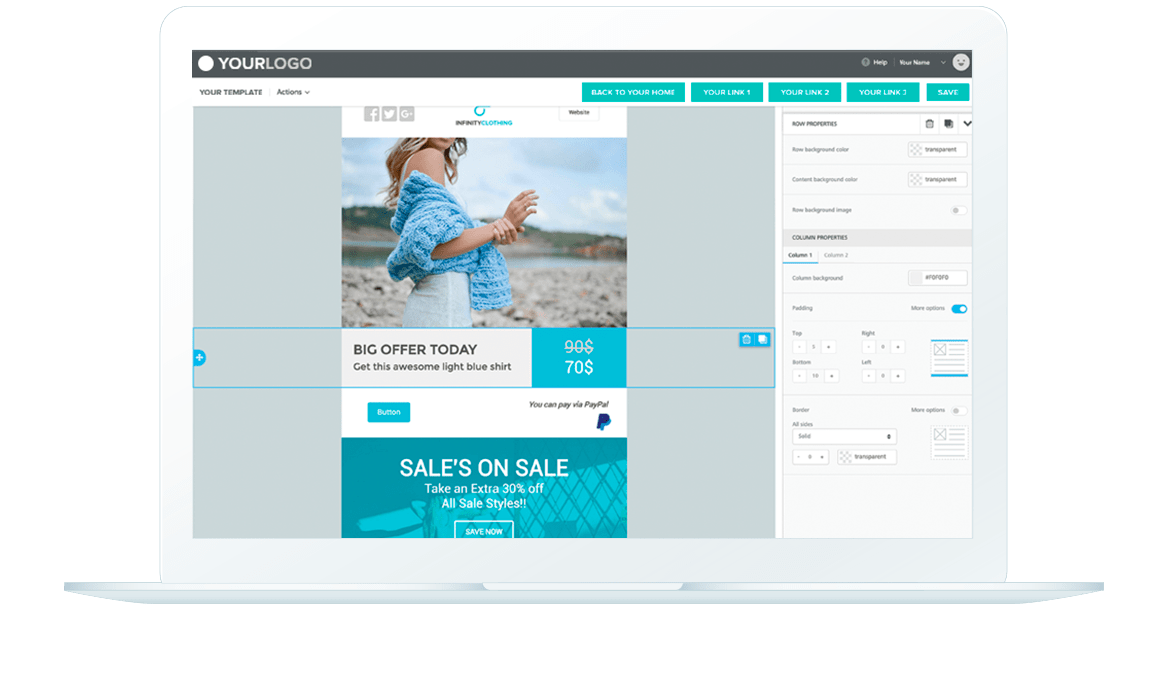 YOURLOGO
Help Your Name
YOUR TEMPLATE Actions
BACK TO YOUR HOME YOUR LINK 1 YOUR LINK 2 YOUR LINK 3 SAVE
f G+
INFINITYCLOTHING
Website
BIG OFFER TODAY
Get this awesome light blue shirt
90$
70$
Button
You can pay via PayPal
SALE'S ON SALE
Take an Extra 30% off
All Sale Styles!!
SAVE NOW
ROW PROPERTIES
Row background color transparent
Content background color transparent
Row background image
COLUMN PROPERTIES
Column 1 Column 2
Column background #F0F0F0
Padding More options
Top Right
- 5 + - 0 +
Bottom Left
- 10 + - 0 +
Border More options
All sides
Solid
- 0 + transparent